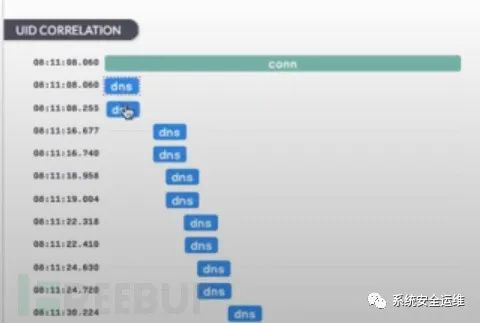 UID CORRELATION
08:11:08.060 conn
08:11:08.060 dns
08:11:08.255 dns
08:11:16.677 dns
08:11:16.740 dns
08:11:18.958 dns
08:11:19.004 dns
08:11:22.318 dns
08:11:22.410 dns
08:11:24.630 dns
08:11:24.720 dns
08:11:30.224 dns
REEBUF
系统安全运维